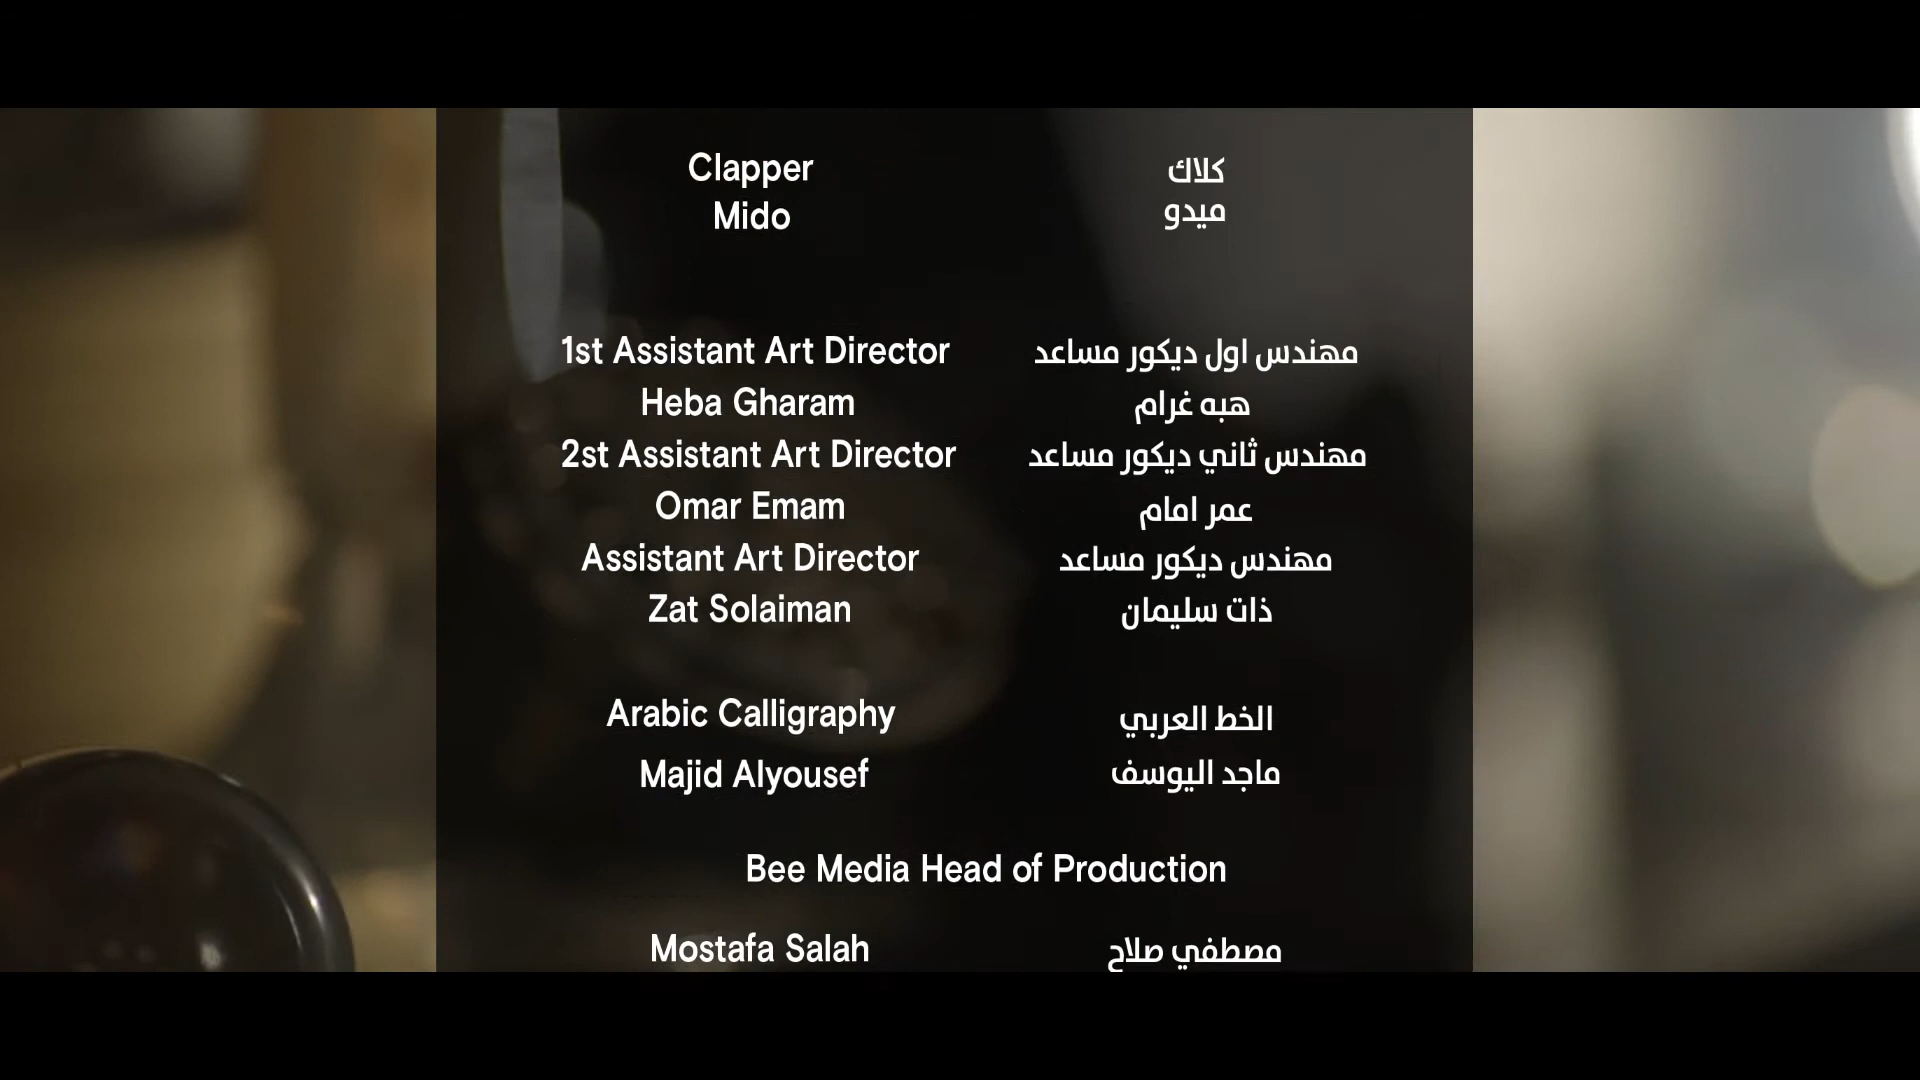 Clapper
كلاك
Mido
ميدو
1st Assistant Art Director
مهندس اول ديكور مساعد
Heba Gharam
هبه غرام
2st Assistant Art Director
مهندس ثاني ديكور مساعد
Omar Emam
عمر امام
Assistant Art Director
مهندس ديكور مساعد
Zat Solaiman
ذات سليمان
Arabic Calligraphy
الخط العربي
Majid Alyousef
ماجد اليوسف
Bee Media Head of Production
Mostafa Salah
مصطفي صلاح